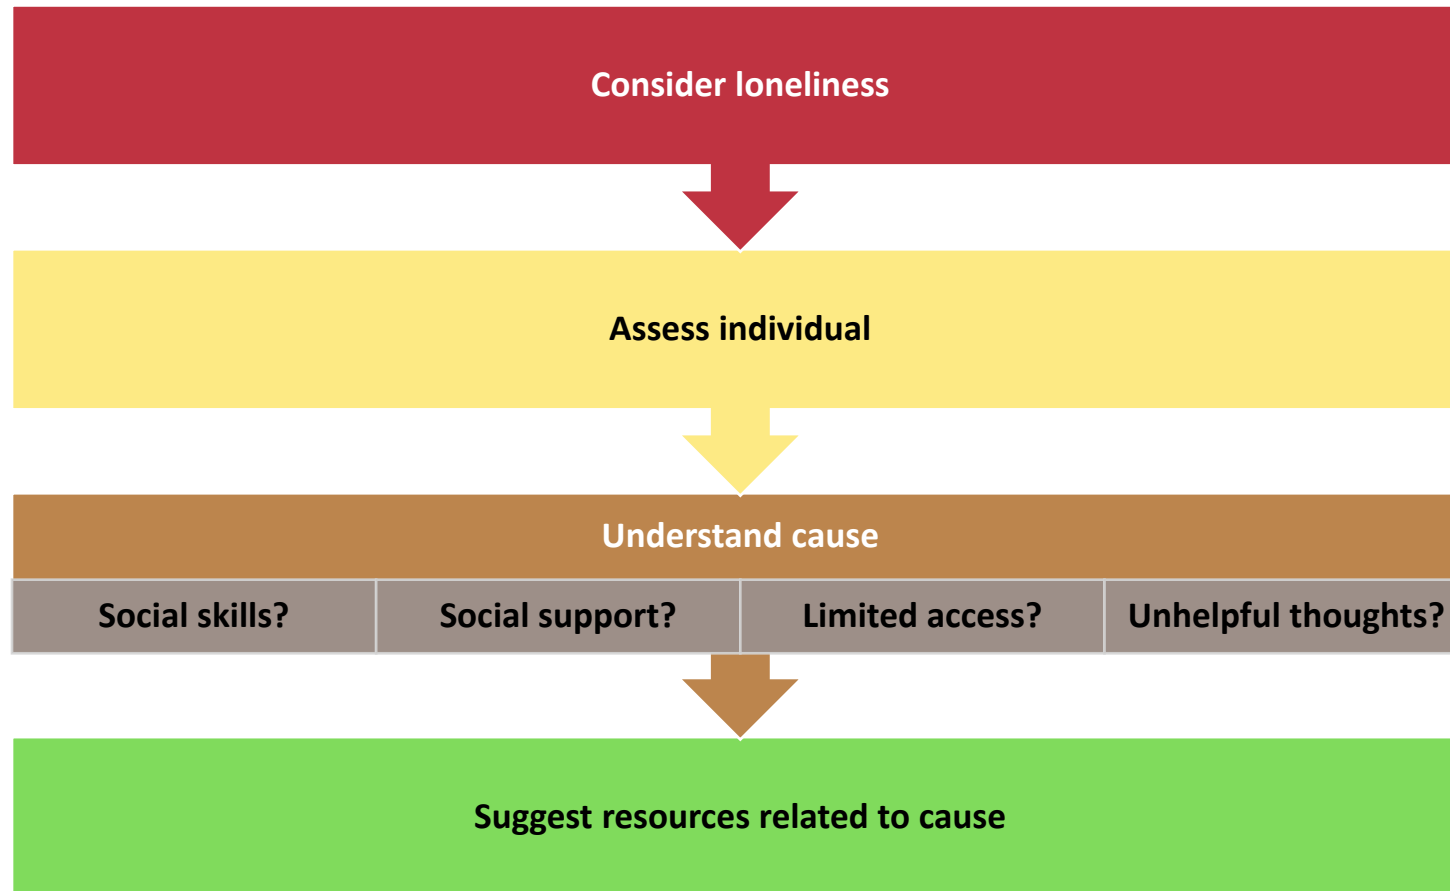 Consider loneliness
Assess individual
Understand cause
Social skills?
Social support?
Limited access?
Unhelpful thoughts?
Suggest resources related to cause